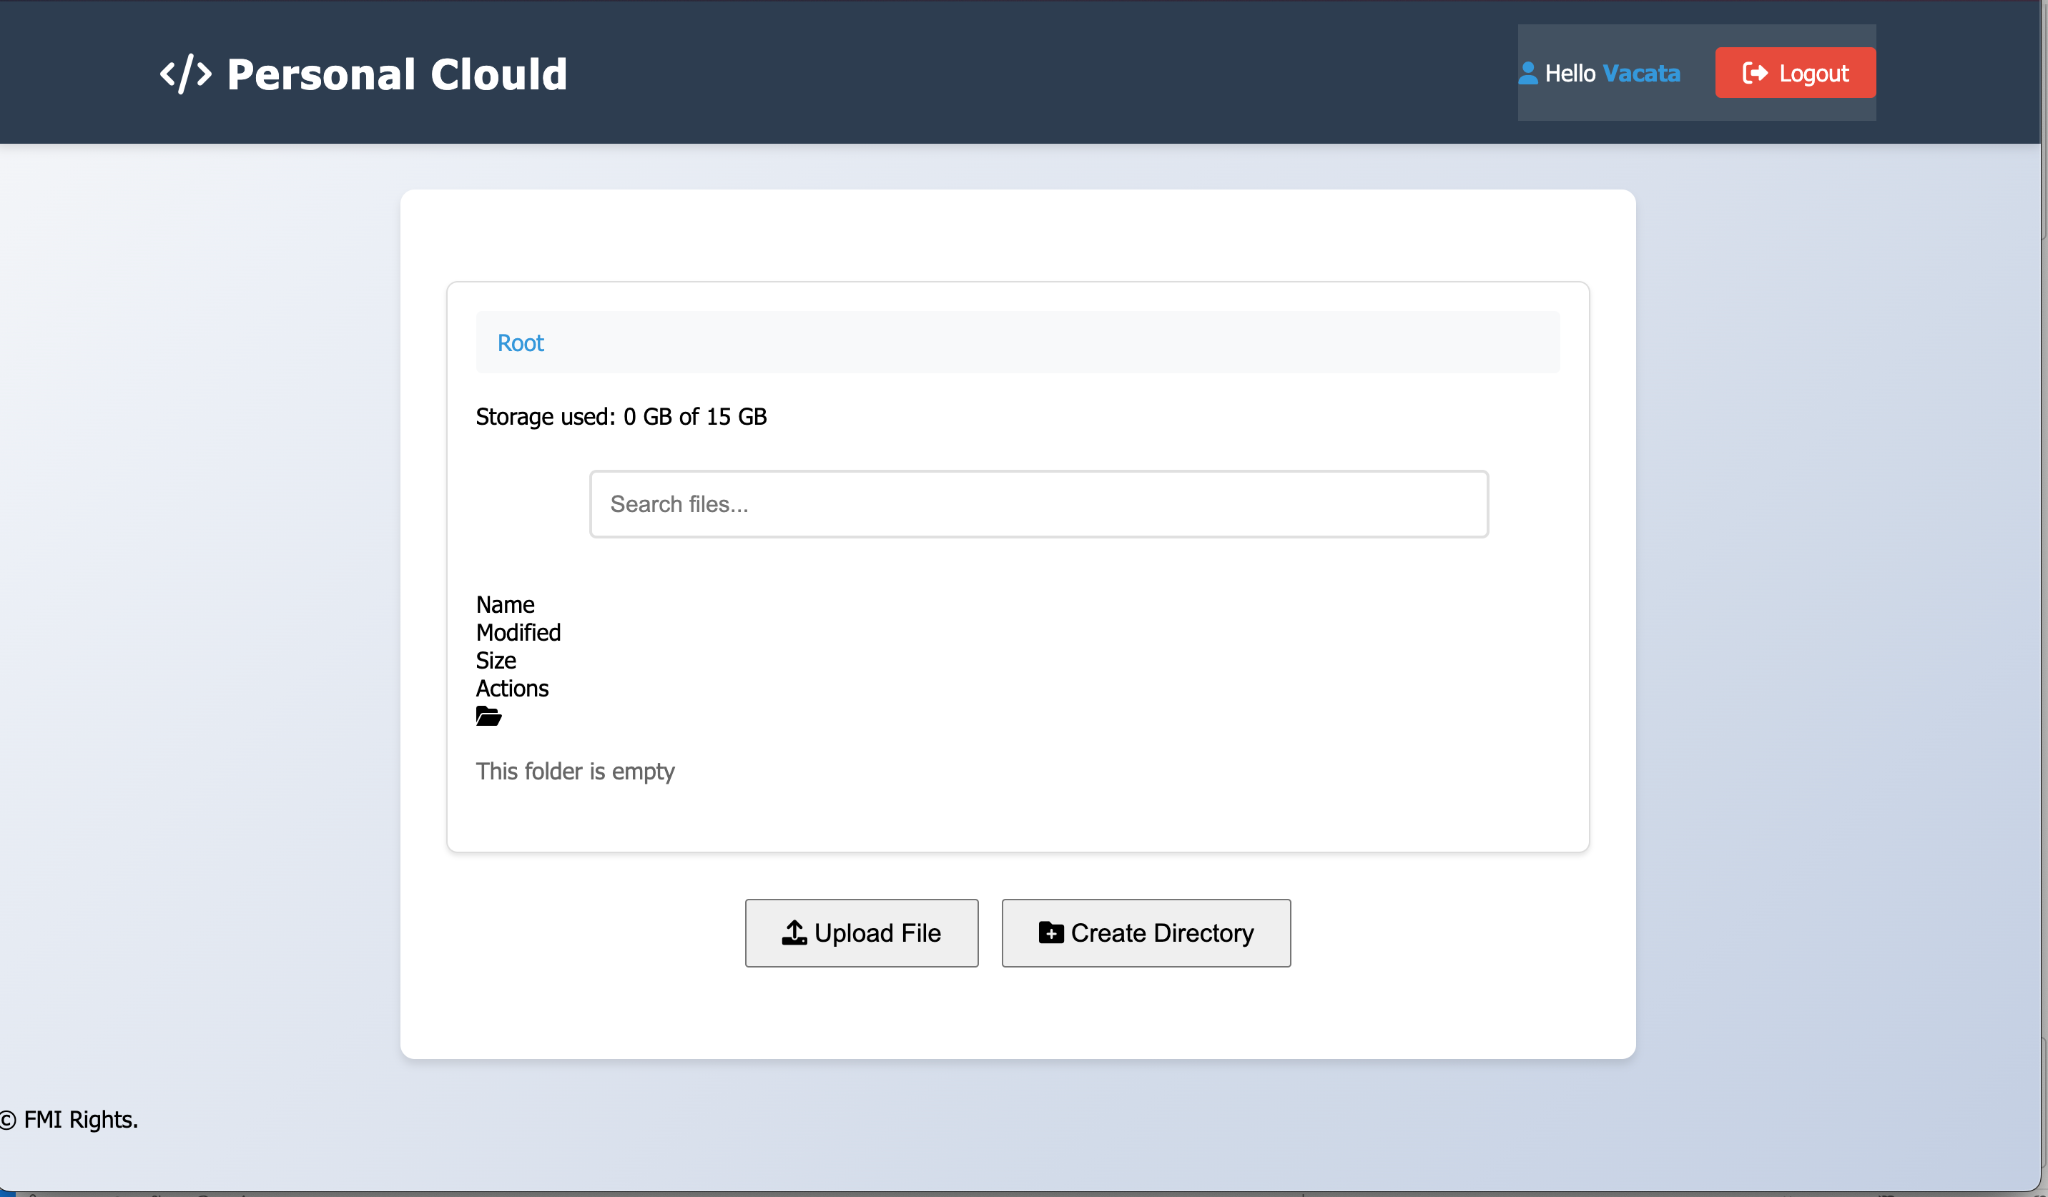 </> Personal Clould
Hello Vacata
Logout
Root
Storage used: 0 GB of 15 GB
Search files...
Name
Modified
Size
Actions
This folder is empty
Upload File
Create Directory
© FMI Rights.